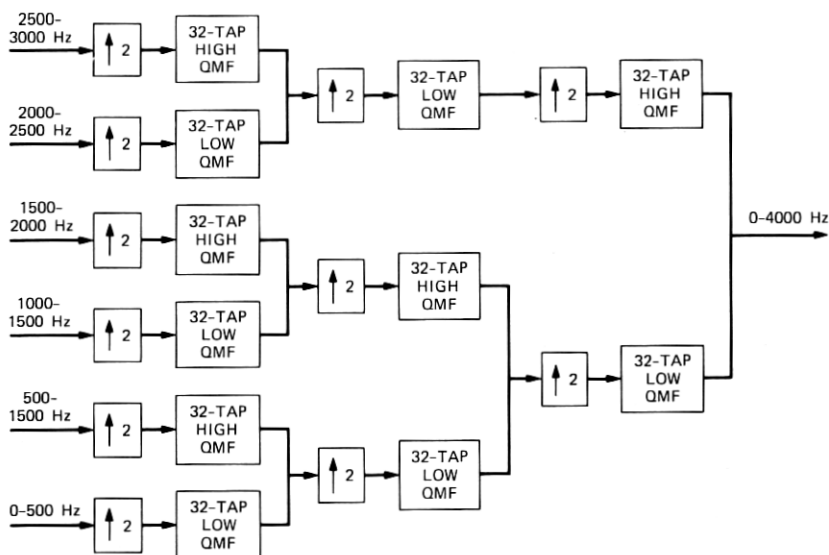 2500-
3000 Hz
2
32-TAP
HIGH
QMF
2
32-TAP
LOW
QMF
2
32-TAP
HIGH
QMF
2000-
2500 Hz
2
32-TAP
LOW
QMF
1500-
2000 Hz
2
32-TAP
HIGH
QMF
0-4000 Hz
2
32-TAP
HIGH
QMF
1000-
1500 Hz
2
32-TAP
LOW
QMF
2
32-TAP
LOW
QMF
500-
1500 Hz
2
32-TAP
HIGH
QMF
2
32-TAP
LOW
QMF
0-500 Hz
2
32-TAP
LOW
QMF